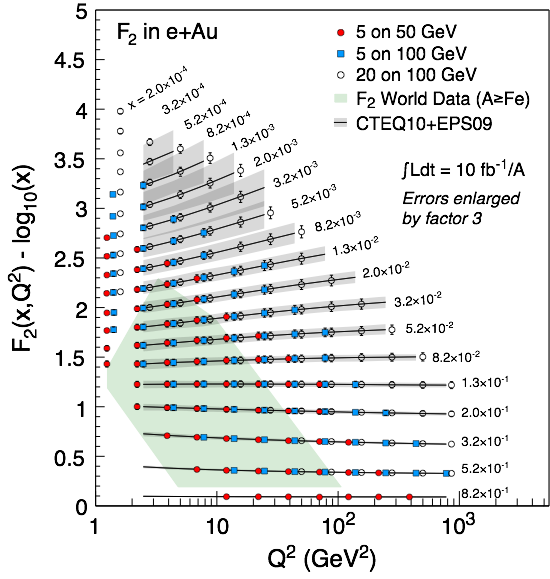 F₂ in e+Au
5 on 50 GeV
5 on 100 GeV
20 on 100 GeV
F₂ World Data (A≥Fe)
CTEQ10+EPS09
∫Ldt = 10 fb⁻¹/A
Errors enlarged
by factor 3
x = 2.0×10⁻⁴
3.2×10⁻⁴
5.2×10⁻⁴
8.2×10⁻⁴
1.3×10⁻³
2.0×10⁻³
3.2×10⁻³
5.2×10⁻³
8.2×10⁻³
1.3×10⁻²
2.0×10⁻²
3.2×10⁻²
5.2×10⁻²
8.2×10⁻²
1.3×10⁻¹
2.0×10⁻¹
3.2×10⁻¹
5.2×10⁻¹
8.2×10⁻¹
F₂(x,Q²) - log₁₀(x)
5
4.5
4
3.5
3
2.5
2
1.5
1
0.5
0
1
10
10²
10³
Q² (GeV²)